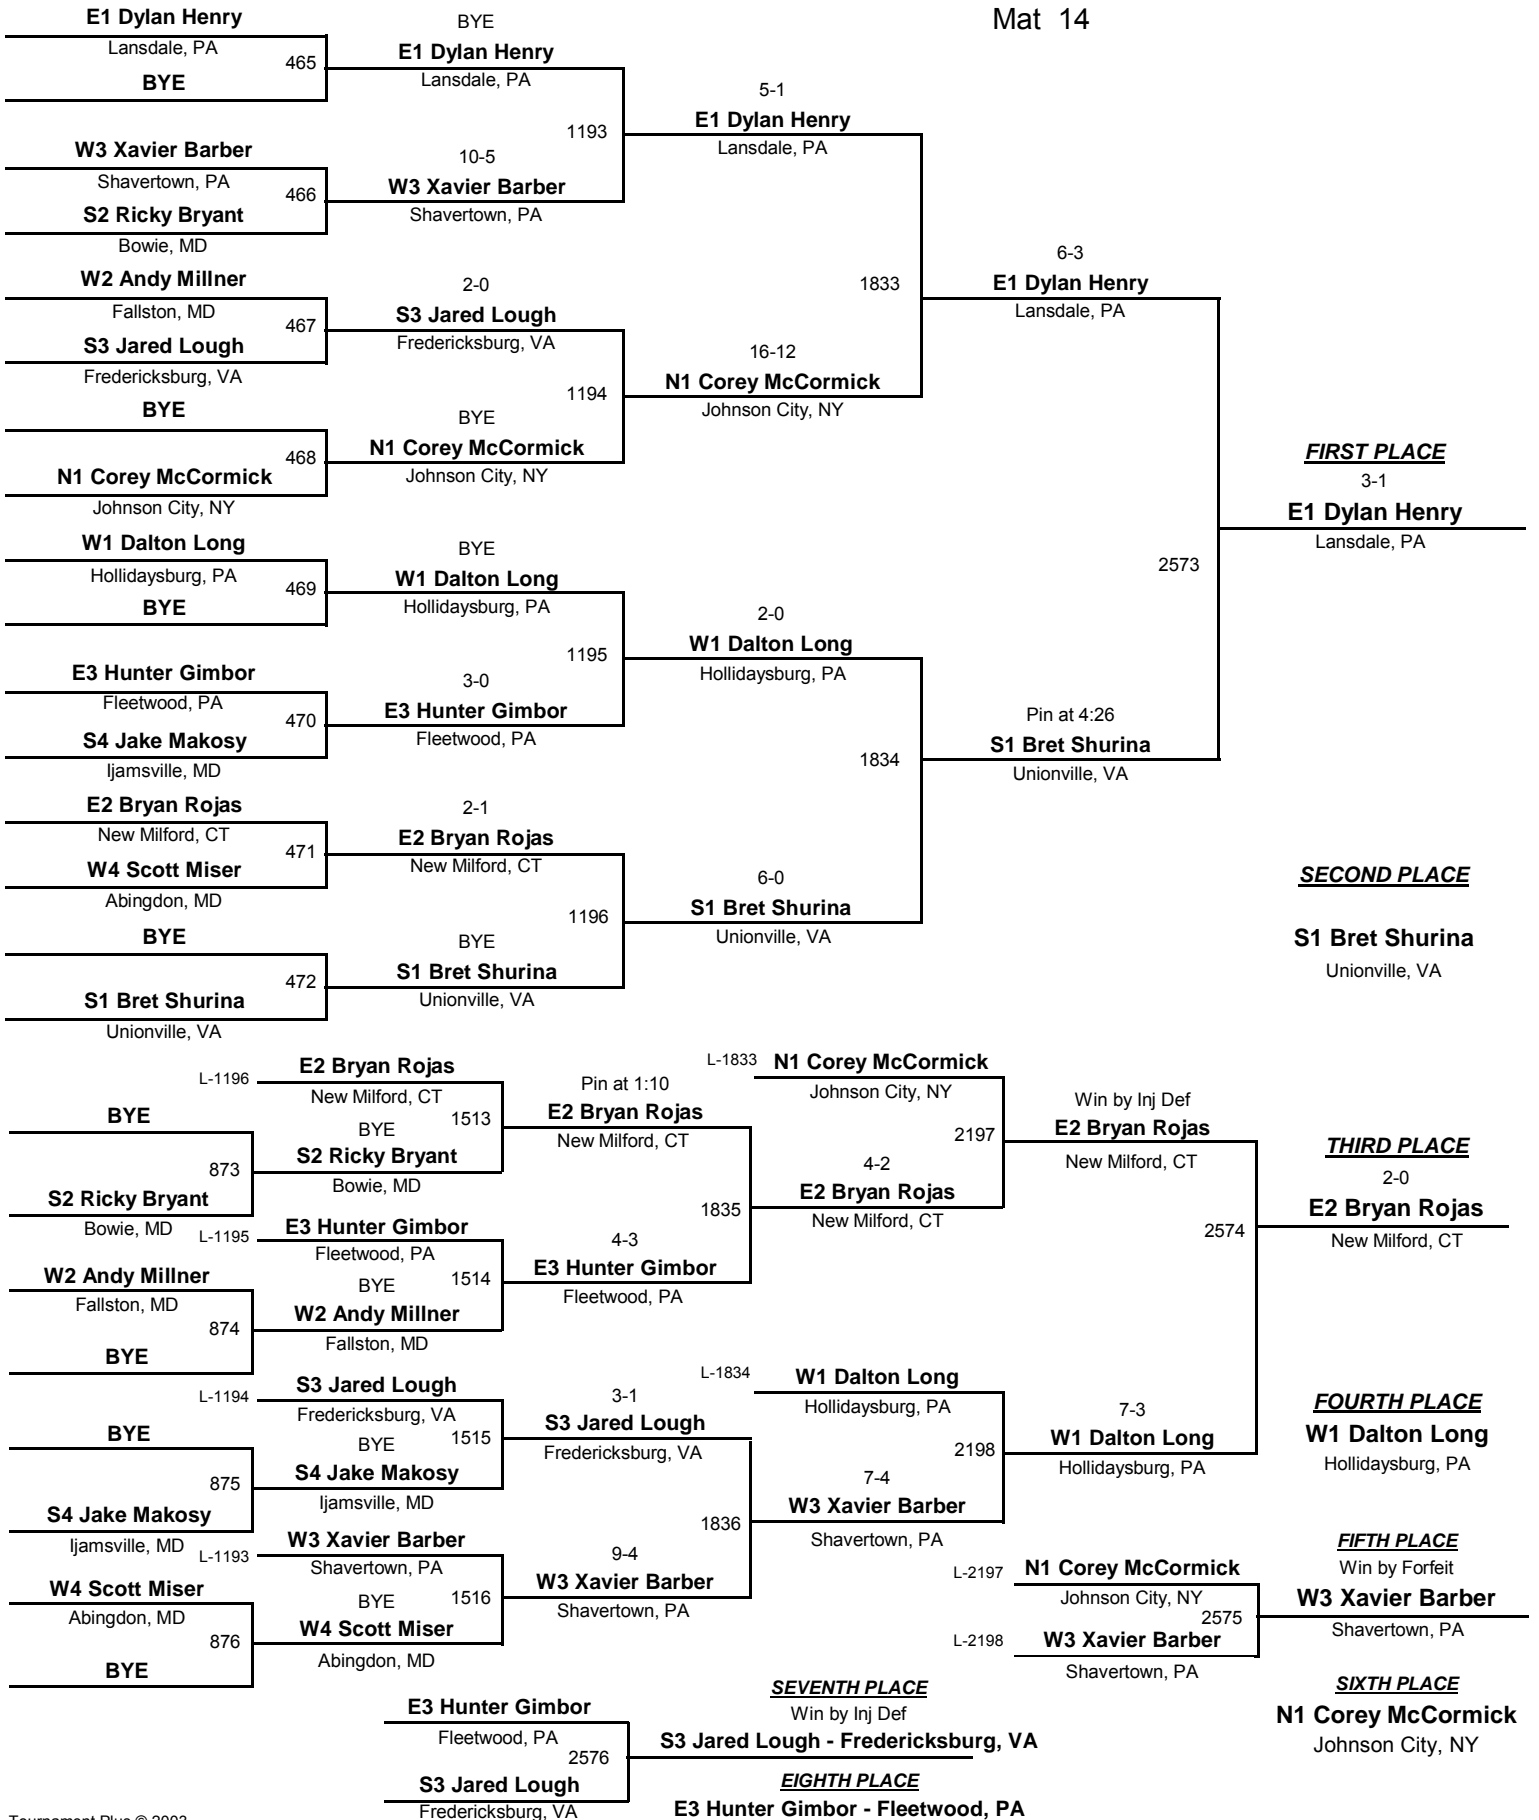 Mat 14
E1 Dylan Henry
Lansdale, PA
465
BYE
W3 Xavier Barber
Shavertown, PA
466
S2 Ricky Bryant
Bowie, MD
W2 Andy Millner
Fallston, MD
467
S3 Jared Lough
Fredericksburg, VA
BYE
468
N1 Corey McCormick
Johnson City, NY
W1 Dalton Long
Hollidaysburg, PA
469
BYE
E3 Hunter Gimbor
Fleetwood, PA
470
S4 Jake Makosy
Ijamsville, MD
E2 Bryan Rojas
New Milford, CT
471
W4 Scott Miser
Abingdon, MD
BYE
472
S1 Bret Shurina
Unionville, VA
BYE
E1 Dylan Henry
Lansdale, PA
1193
10-5
W3 Xavier Barber
Shavertown, PA
2-0
S3 Jared Lough
Fredericksburg, VA
1194
BYE
N1 Corey McCormick
Johnson City, NY
BYE
W1 Dalton Long
Hollidaysburg, PA
1195
3-0
E3 Hunter Gimbor
Fleetwood, PA
2-1
E2 Bryan Rojas
New Milford, CT
1196
BYE
S1 Bret Shurina
Unionville, VA
5-1
E1 Dylan Henry
Lansdale, PA
1833
16-12
N1 Corey McCormick
Johnson City, NY
2-0
W1 Dalton Long
Hollidaysburg, PA
1834
6-0
S1 Bret Shurina
Unionville, VA
6-3
E1 Dylan Henry
Lansdale, PA
2573
Pin at 4:26
S1 Bret Shurina
Unionville, VA
FIRST PLACE
3-1
E1 Dylan Henry
Lansdale, PA
SECOND PLACE
S1 Bret Shurina
Unionville, VA
BYE
873
S2 Ricky Bryant
Bowie, MD
W2 Andy Millner
Fallston, MD
874
BYE
BYE
875
S4 Jake Makosy
Ijamsville, MD
W4 Scott Miser
Abingdon, MD
876
BYE
L-1196
E2 Bryan Rojas
New Milford, CT
1513
BYE
S2 Ricky Bryant
Bowie, MD
L-1195
E3 Hunter Gimbor
Fleetwood, PA
1514
BYE
W2 Andy Millner
Fallston, MD
L-1194
S3 Jared Lough
Fredericksburg, VA
1515
BYE
S4 Jake Makosy
Ijamsville, MD
L-1193
W3 Xavier Barber
Shavertown, PA
1516
BYE
W4 Scott Miser
Abingdon, MD
Pin at 1:10
E2 Bryan Rojas
New Milford, CT
1835
4-3
E3 Hunter Gimbor
Fleetwood, PA
3-1
S3 Jared Lough
Fredericksburg, VA
1836
9-4
W3 Xavier Barber
Shavertown, PA
L-1833
N1 Corey McCormick
Johnson City, NY
2197
4-2
E2 Bryan Rojas
New Milford, CT
L-1834
W1 Dalton Long
Hollidaysburg, PA
2198
7-4
W3 Xavier Barber
Shavertown, PA
Win by Inj Def
E2 Bryan Rojas
New Milford, CT
2574
7-3
W1 Dalton Long
Hollidaysburg, PA
THIRD PLACE
2-0
E2 Bryan Rojas
New Milford, CT
FOURTH PLACE
W1 Dalton Long
Hollidaysburg, PA
L-2197
N1 Corey McCormick
Johnson City, NY
2575
L-2198
W3 Xavier Barber
Shavertown, PA
FIFTH PLACE
Win by Forfeit
W3 Xavier Barber
Shavertown, PA
SIXTH PLACE
N1 Corey McCormick
Johnson City, NY
E3 Hunter Gimbor
Fleetwood, PA
2576
S3 Jared Lough
Fredericksburg, VA
SEVENTH PLACE
Win by Inj Def
S3 Jared Lough - Fredericksburg, VA
EIGHTH PLACE
E3 Hunter Gimbor - Fleetwood, PA
Tournament Plus © 2003